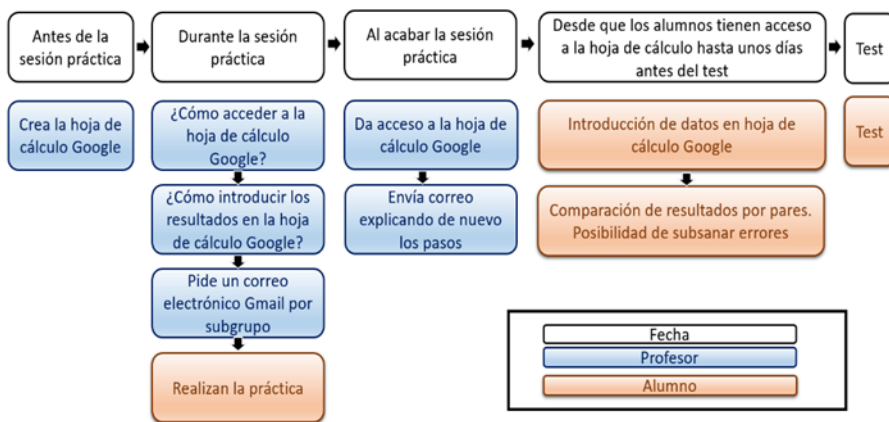 Antes de la
sesión práctica
Durante la sesión
práctica
Al acabar la sesión
práctica
Desde que los alumnos tienen acceso
a la hoja de cálculo hasta unos días
antes del test
Test
Crea la hoja de
cálculo Google
¿Cómo acceder a la
hoja de cálculo
Google?
¿Cómo introducir los
resultados en la hoja
de cálculo Google?
Pide un correo
electrónico Gmail por
subgrupo
Realizan la práctica
Da acceso a la hoja de
cálculo Google
Envía correo
explicando de nuevo
los pasos
Introducción de datos en hoja de
cálculo Google
Comparación de resultados por pares.
Posibilidad de subsanar errores
Test
Fecha
Profesor
Alumno